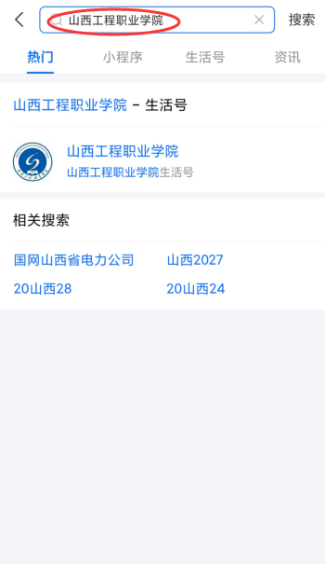 山西工程职业学院 搜索
热门 小程序 生活号 资讯
山西工程职业学院 – 生活号
山西工程职业学院
山西工程职业学院生活号
相关搜索
国网山西省电力公司 山西2027
20山西28 20山西24